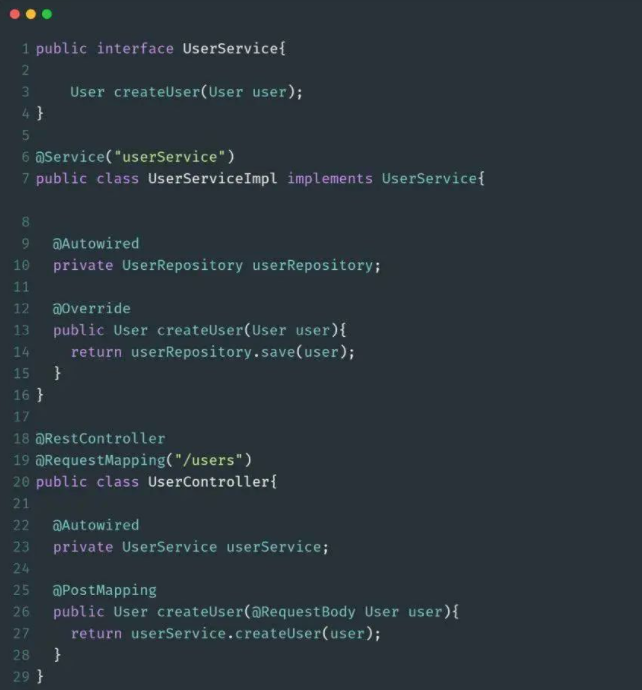 1 public interface UserService{
2
3     User createUser(User user);
4 }
5
6 @Service("userService")
7 public class UserServiceImpl implements UserService{
8
9   @Autowired
10   private UserRepository userRepository;
11
12   @Override
13   public User createUser(User user){
14     return userRepository.save(user);
15   }
16 }
17
18 @RestController
19 @RequestMapping("/users")
20 public class UserController{
21
22   @Autowired
23   private UserService userService;
24
25   @PostMapping
26   public User createUser(@RequestBody User user){
27     return userService.createUser(user);
28   }
29 }